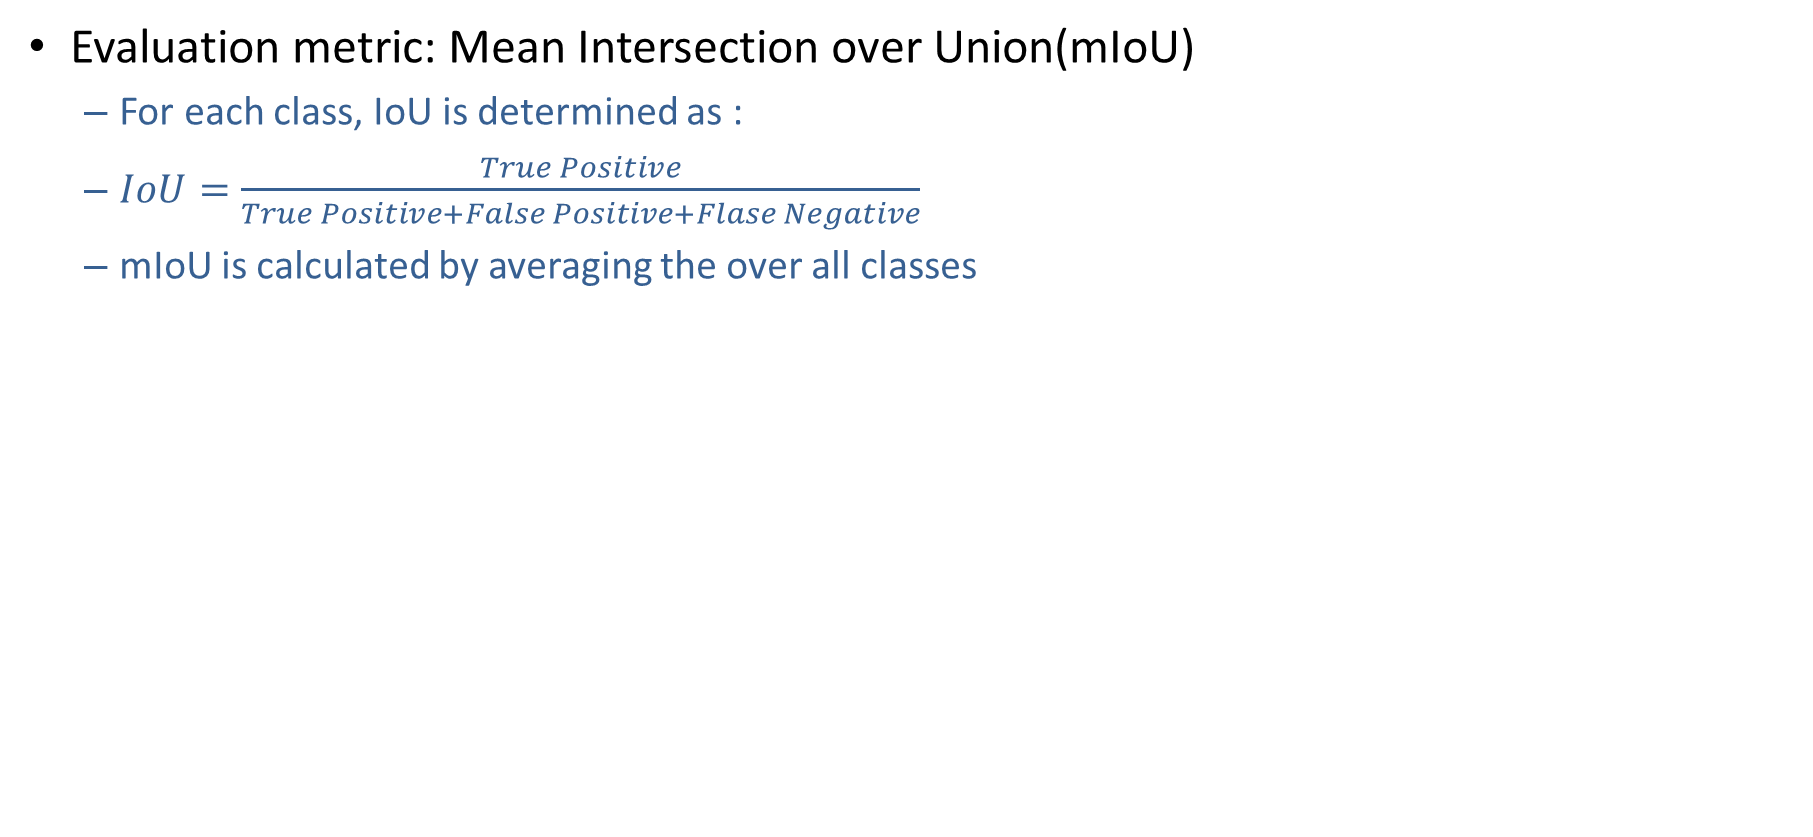 • Evaluation metric: Mean Intersection over Union(mIoU)
– For each class, IoU is determined as :
– IoU = True Positive / True Positive+False Positive+Flase Negative
– mIoU is calculated by averaging the over all classes